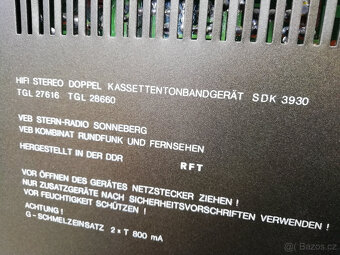 HIFI STEREO DOPPEL KASSETTENTONBANDGERÄT SDK 3930
TGL 27616 TGL 28660
VEB STERN-RADIO SONNEBERG
VEB KOMBINAT RUNDFUNK UND FERNSEHEN
HERGESTELLT IN DER DDR RFT
VOR ÖFFNEN DES GERÄTES NETZSTECKER ZIEHEN !
NUR ZUSATZGERÄTE NACH SICHERHEITSVORSCHRIFTEN VERWENDEN !
VOR FEUCHTIGKEIT SCHÜTZEN !
ACHTUNG !
G-SCHMELZEINSATZ 2 x T 800 mA
Sbazos.cz